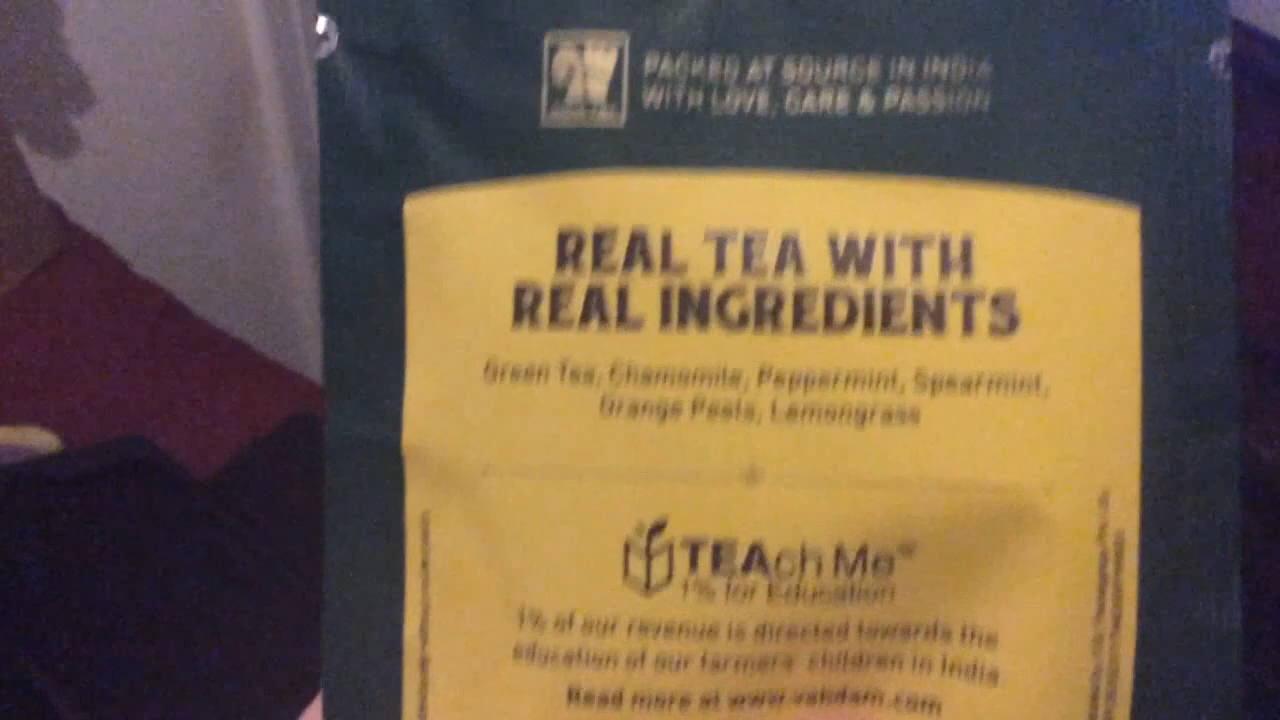 PACKED AT SOURCE IN INDIA
WITH LOVE, CARE & PASSION
REAL TEA WITH
REAL INGREDIENTS
Green Tea, Chamomile, Peppermint, Spearmint,
Orange Peels, Lemongrass
TEAch Me™
1% for Education
1% of our revenue is directed towards the
education of our farmers' children in India
Read more at www.vahdam.com